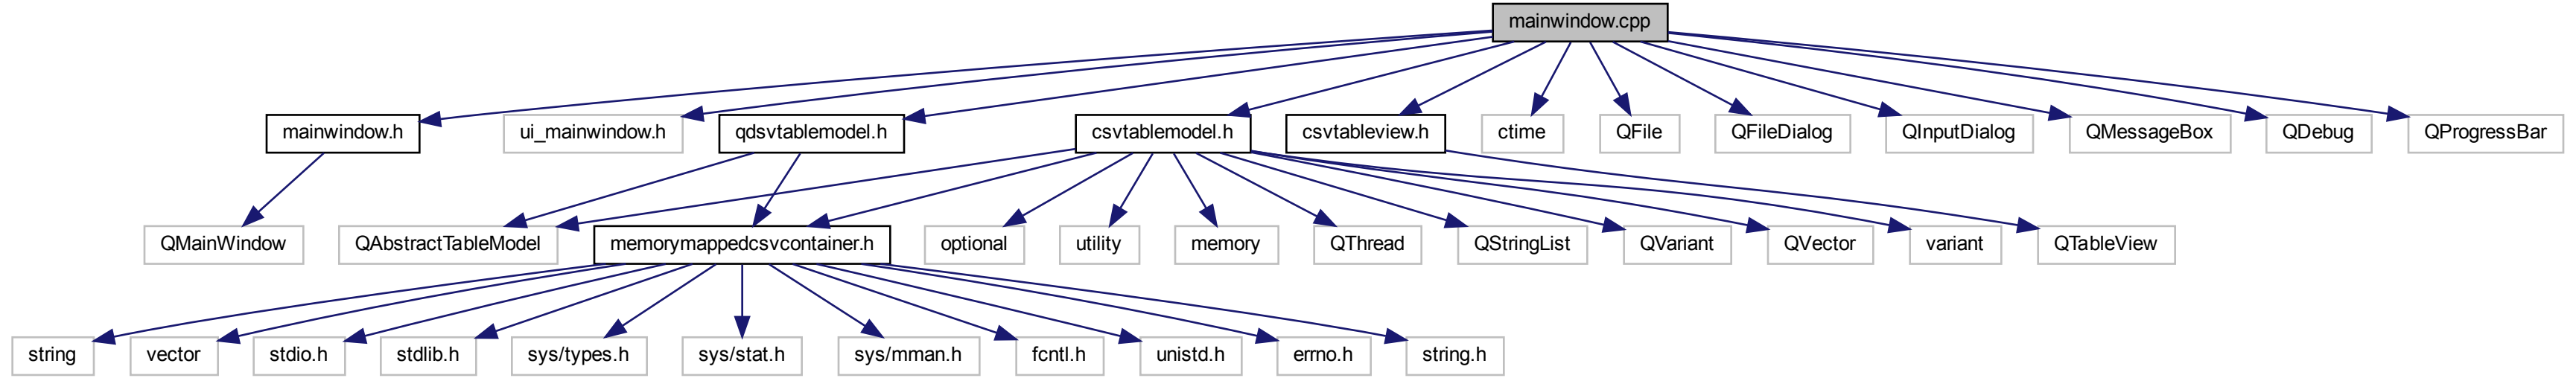 mainwindow.cpp
mainwindow.h
ui_mainwindow.h
qdsvtablemodel.h
csvtablemodel.h
csvtableview.h
ctime
QFile
QFileDialog
QInputDialog
QMessageBox
QDebug
QProgressBar
QMainWindow
QAbstractTableModel
memorymappedcsvcontainer.h
optional
utility
memory
QThread
QStringList
QVariant
QVector
variant
QTableView
string
vector
stdio.h
stdlib.h
sys/types.h
sys/stat.h
sys/mman.h
fcntl.h
unistd.h
errno.h
string.h